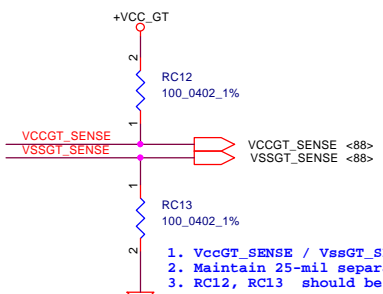 +VCC_GT
2
RC12
100_0402_1%
1
VCCGT_SENSE
VCCGT_SENSE <88>
VSSGT_SENSE
VSSGT_SENSE <88>
1
RC13
100_0402_1%
2
1. VccGT_SENSE / VssGT_S
2. Maintain 25-mil separ
3. RC12, RC13 should be